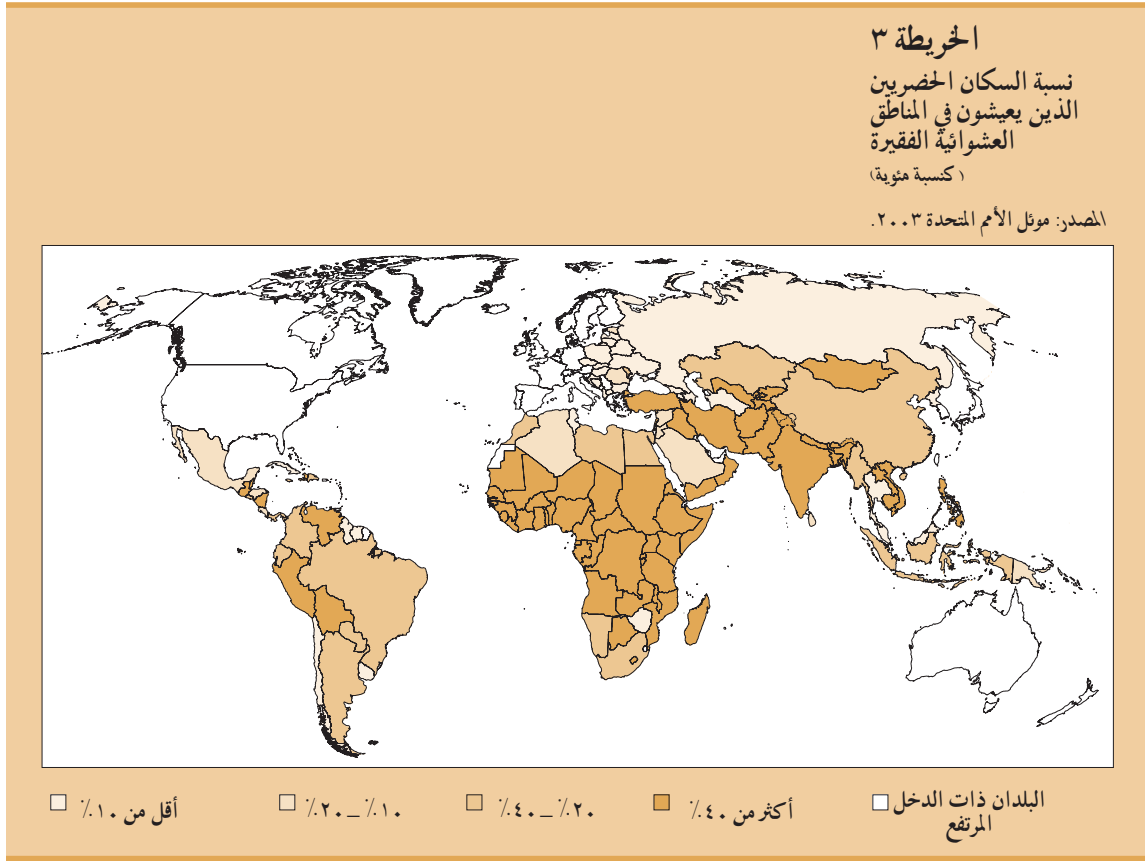 الخريطة ٣
نسبة السكان الحضريين
الذين يعيشون في المناطق
العشوائية الفقيرة
(كنسبة مئوية)
المصدر: موئل الأمم المتحدة ٢٠٠٣.
البلدان ذات الدخل
المرتفع
أكثر من ٤٠٪
٢٠٪ – ٤٠٪
١٠٪ – ٢٠٪
أقل من ١٠٪